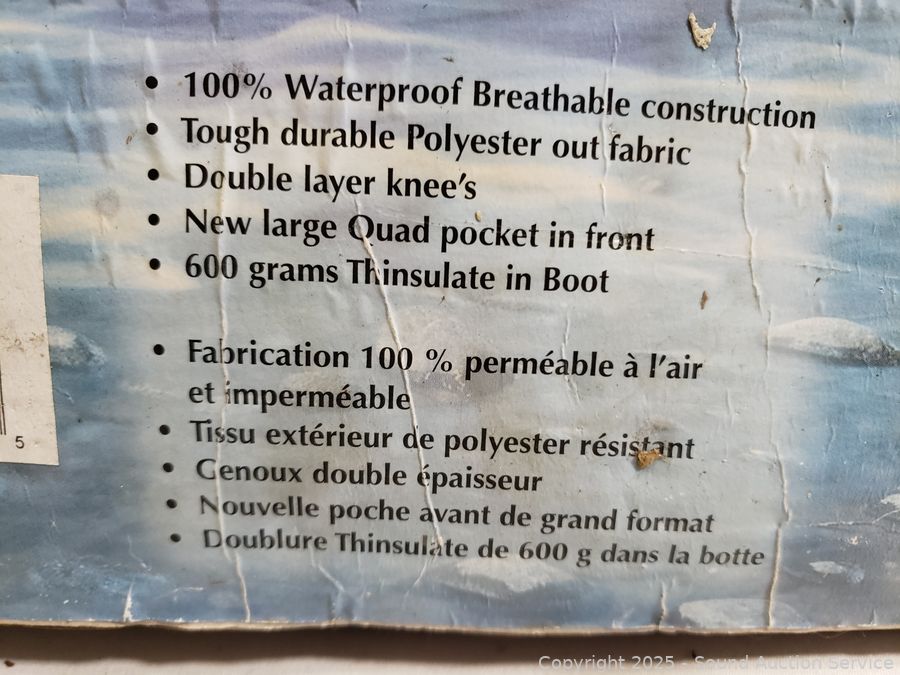 • 100% Waterproof Breathable construction
• Tough durable Polyester out fabric
• Double layer knee's
• New large Quad pocket in front
• 600 grams Thinsulate in Boot
• Fabrication 100 % perméable à l'air
et imperméable
• Tissu extérieur de polyester résistant
• Genoux double épaisseur
• Nouvelle poche avant de grand format
• Doublure Thinsulate de 600 g dans la botte
5
Copyright 2025 - Sound Auction Service